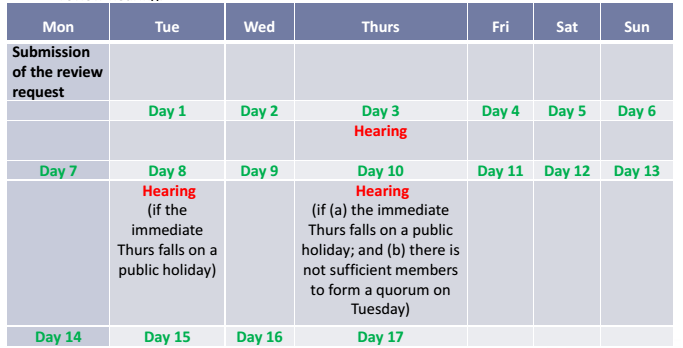 Mon Tue Wed Thurs Fri Sat Sun
Submission
of the review
request
Day 1 Day 2 Day 3 Day 4 Day 5 Day 6
Hearing
Day 7 Day 8 Day 9 Day 10 Day 11 Day 12 Day 13
Hearing
(if the
immediate
Thurs falls on a
public holiday)
Hearing
(if (a) the immediate
Thurs falls on a public
holiday; and (b) there is
not sufficient members
to form a quorum on
Tuesday)
Day 14 Day 15 Day 16 Day 17